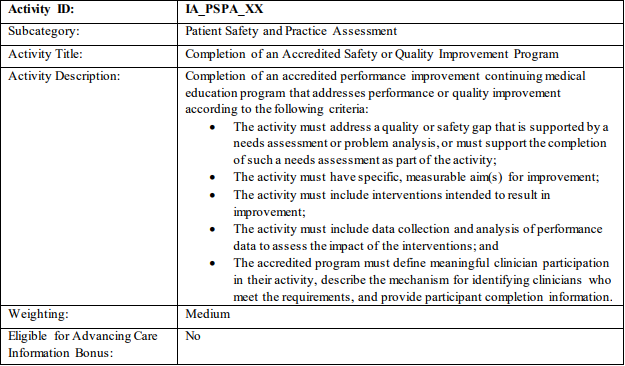 Activity ID: IA_PSPA_XX
Subcategory: Patient Safety and Practice Assessment
Activity Title: Completion of an Accredited Safety or Quality Improvement Program
Activity Description: Completion of an accredited performance improvement continuing medical
education program that addresses performance or quality improvement
according to the following criteria:
• The activity must address a quality or safety gap that is supported by a
needs assessment or problem analysis, or must support the completion
of such a needs assessment as part of the activity;
• The activity must have specific, measurable aim(s) for improvement;
• The activity must include interventions intended to result in
improvement;
• The activity must include data collection and analysis of performance
data to assess the impact of the interventions; and
• The accredited program must define meaningful clinician participation
in their activity, describe the mechanism for identifying clinicians who
meet the requirements, and provide participant completion information.
Weighting: Medium
Eligible for Advancing Care No
Information Bonus: